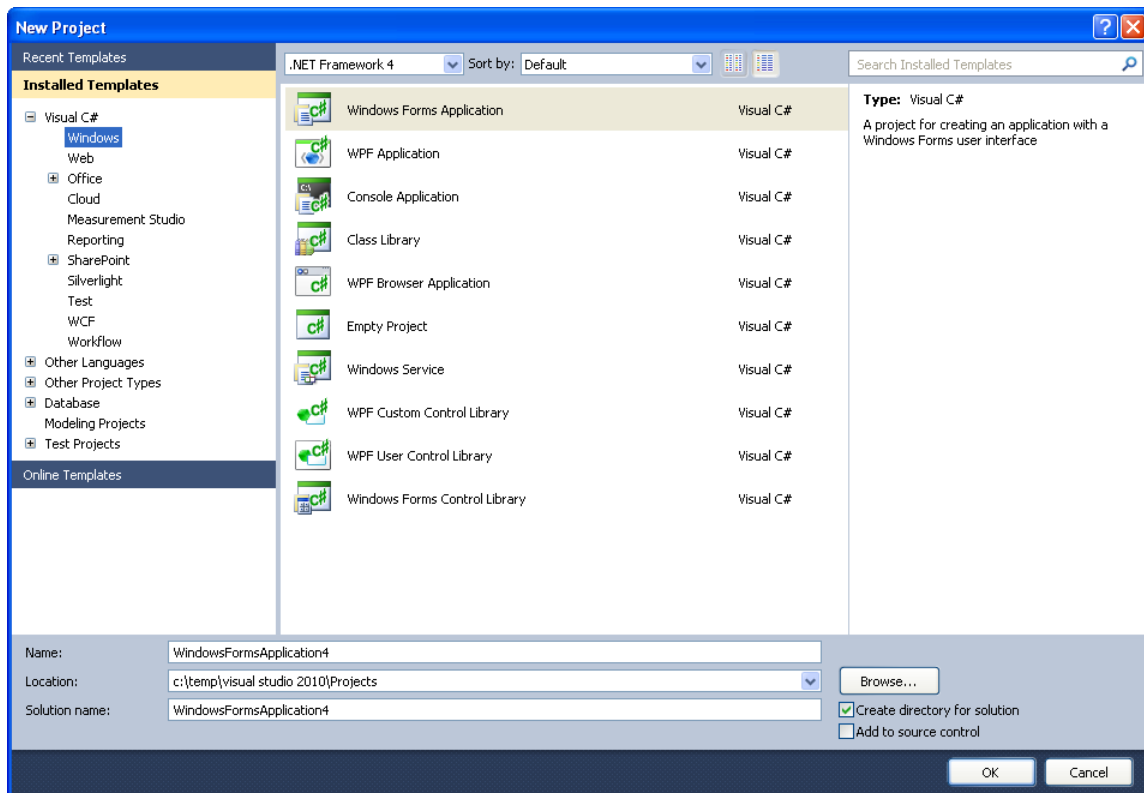 New Project
Recent Templates
Installed Templates
Visual C#
Windows
Web
Office
Cloud
Measurement Studio
Reporting
SharePoint
Silverlight
Test
WCF
Workflow
Other Languages
Other Project Types
Database
Modeling Projects
Test Projects
Online Templates
.NET Framework 4 Sort by: Default
Windows Forms Application Visual C#
WPF Application Visual C#
Console Application Visual C#
Class Library Visual C#
WPF Browser Application Visual C#
Empty Project Visual C#
Windows Service Visual C#
WPF Custom Control Library Visual C#
WPF User Control Library Visual C#
Windows Forms Control Library Visual C#
Search Installed Templates
Type: Visual C#
A project for creating an application with a
Windows Forms user interface
Name: WindowsFormsApplication4
Location: c:\temp\visual studio 2010\Projects Browse...
Solution name: WindowsFormsApplication4 Create directory for solution
Add to source control
OK Cancel